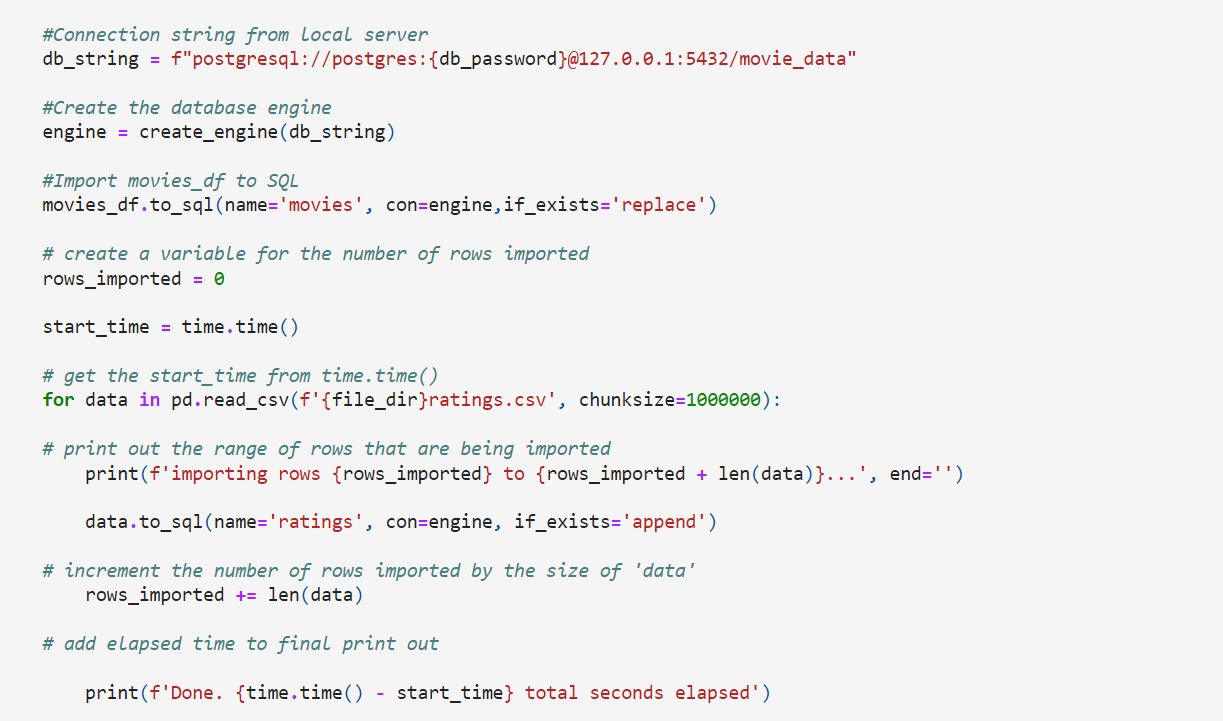 #Connection string from local server
db_string = f"postgresql://postgres:{db_password}@127.0.0.1:5432/movie_data"
#Create the database engine
engine = create_engine(db_string)
#Import movies_df to SQL
movies_df.to_sql(name='movies', con=engine,if_exists='replace')
# create a variable for the number of rows imported
rows_imported = 0
start_time = time.time()
# get the start_time from time.time()
for data in pd.read_csv(f'{file_dir}ratings.csv', chunksize=1000000):
# print out the range of rows that are being imported
    print(f'importing rows {rows_imported} to {rows_imported + len(data)}...', end='')
    data.to_sql(name='ratings', con=engine, if_exists='append')
# increment the number of rows imported by the size of 'data'
    rows_imported += len(data)
# add elapsed time to final print out
    print(f'Done. {time.time() - start_time} total seconds elapsed')